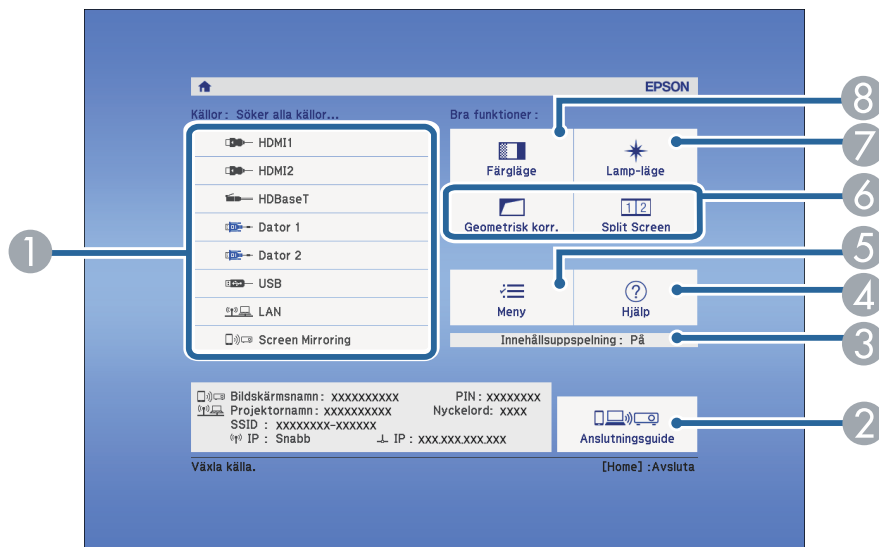 EPSON
Källor: Söker alla källor...
HDMI1
HDMI2
HDBaseT
Dator 1
Dator 2
USB
LAN
Screen Mirroring
Bra funktioner:
Färgläge
Lamp-läge
Geometrisk korr.
1 2
Split Screen
Meny
?
Hjälp
Innehållsuppspelning: På
Bildskärmsnamn: xxxxxxxxxx PIN: xxxxxxxx
Projektornamn: xxxxxxxxxx Nyckelord: xxxx
SSID : xxxxxxxx-xxxxxx
IP : Snabb IP : xxx.xxx.xxx.xxx
Anslutningsguide
Växla källa. [Home] :Avsluta
1
8
7
6
5
4
3
2